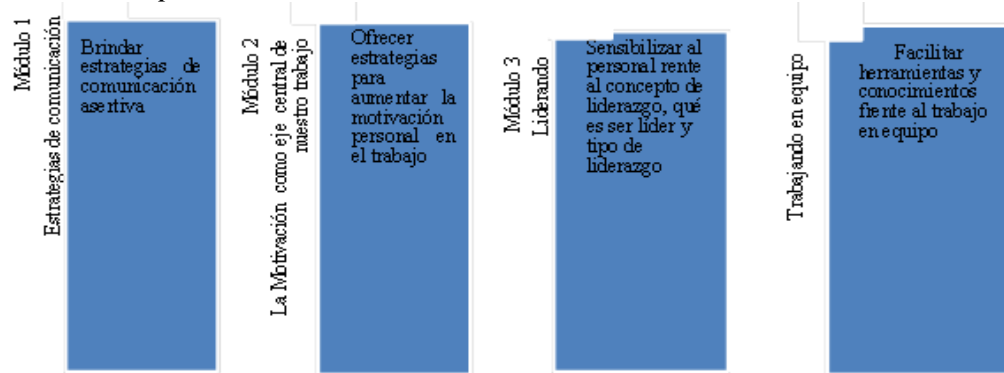 Módulo 1
Estrategias de comunicación
Brindar
estrategias de
comunicación
asertiva
Módulo 2
La Motivación como eje central de
nuestro trabajo
Ofrecer
estrategias
para
aumentar la
motivación
personal en
el trabajo
Módulo 3
Liderando
Sensibilizar al
personal rente
al concepto de
liderazgo, qué
es ser líder y
tipo de
liderazgo
Trabajando en equipo
Facilitar
herramientas y
conocimientos
frente al trabajo
en equipo